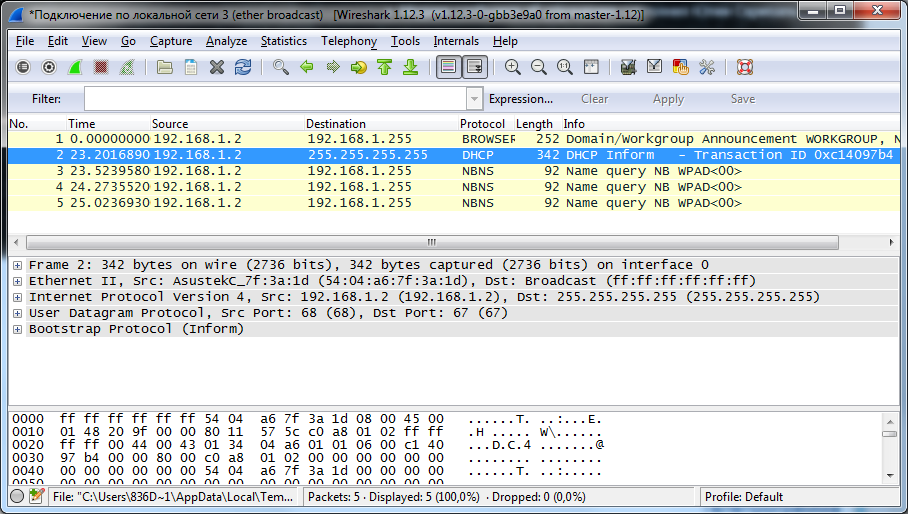 *Подключение по локальной сети 3 (ether broadcast) [Wireshark 1.12.3 (v1.12.3-0-gbb3e9a0 from master-1.12)]
File Edit View Go Capture Analyze Statistics Telephony Tools Internals Help
Filter: Expression... Clear Apply Save
No. Time Source Destination Protocol Length Info
1 0.00000000 192.168.1.2 192.168.1.255 BROWSER 252 Domain/Workgroup Announcement WORKGROUP, N
2 23.2016890 192.168.1.2 255.255.255.255 DHCP 342 DHCP Inform - Transaction ID 0xc14097b4
3 23.5239580 192.168.1.2 192.168.1.255 NBNS 92 Name query NB WPAD<00>
4 24.2735520 192.168.1.2 192.168.1.255 NBNS 92 Name query NB WPAD<00>
5 25.0236930 192.168.1.2 192.168.1.255 NBNS 92 Name query NB WPAD<00>
Frame 2: 342 bytes on wire (2736 bits), 342 bytes captured (2736 bits) on interface 0
Ethernet II, Src: AsustekC_7f:3a:1d (54:04:a6:7f:3a:1d), Dst: Broadcast (ff:ff:ff:ff:ff:ff)
Internet Protocol Version 4, Src: 192.168.1.2 (192.168.1.2), Dst: 255.255.255.255 (255.255.255.255)
User Datagram Protocol, Src Port: 68 (68), Dst Port: 67 (67)
Bootstrap Protocol (Inform)
0000 ff ff ff ff ff ff 54 04 a6 7f 3a 1d 08 00 45 00 ......T. ..:...E.
0010 01 48 20 9f 00 00 80 11 57 5c c0 a8 01 02 ff ff .H ..... W\......
0020 ff ff 00 44 00 43 01 34 04 a6 01 01 06 00 c1 40 ...D.C.4 .......@
0030 97 b4 00 00 80 00 c0 a8 01 02 00 00 00 00 00 00 ........ ........
0040 00 00 00 00 00 00 54 04 a6 7f 3a 1d 00 00 00 00 ......T. ..:.....
File: "C:\Users\836D~1\AppData\Local\Tem... Packets: 5 · Displayed: 5 (100,0%) · Dropped: 0 (0,0%) Profile: Default